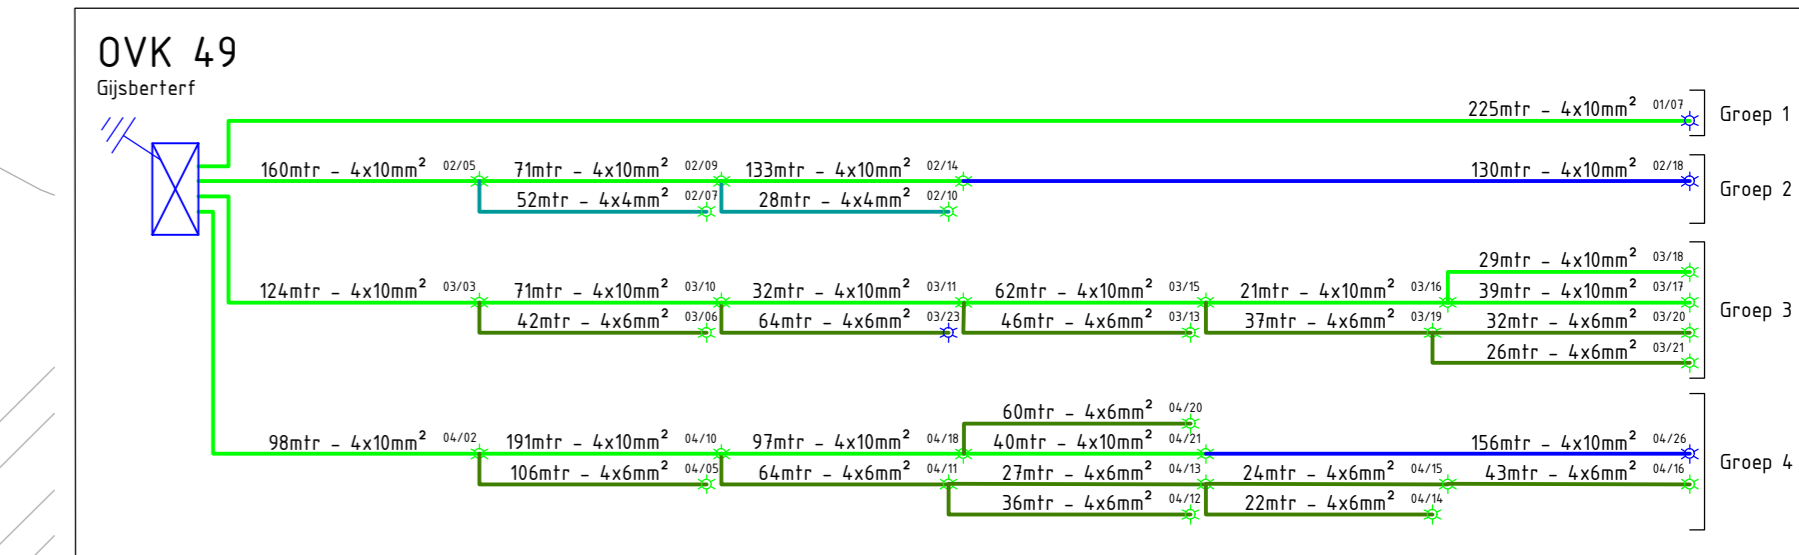 OVK 49
Gijsberterf
225mtr - 4x10mm² 01/07 Groep 1
160mtr - 4x10mm² 02/05 71mtr - 4x10mm² 02/09 133mtr - 4x10mm² 02/14 130mtr - 4x10mm² 02/18
Groep 2
52mtr - 4x4mm² 02/07 28mtr - 4x4mm² 02/10
29mtr - 4x10mm² 03/18
124mtr - 4x10mm² 03/03 71mtr - 4x10mm² 03/10 32mtr - 4x10mm² 03/11 62mtr - 4x10mm² 03/15 21mtr - 4x10mm² 03/16 39mtr - 4x10mm² 03/17
Groep 3
42mtr - 4x6mm² 03/06 64mtr - 4x6mm² 03/23 46mtr - 4x6mm² 03/13 37mtr - 4x6mm² 03/19 32mtr - 4x6mm² 03/20
26mtr - 4x6mm² 03/21
60mtr - 4x6mm² 04/20
98mtr - 4x10mm² 04/02 191mtr - 4x10mm² 04/10 97mtr - 4x10mm² 04/18 40mtr - 4x10mm² 04/21 156mtr - 4x10mm² 04/26
Groep 4
106mtr - 4x6mm² 04/05 64mtr - 4x6mm² 04/11 27mtr - 4x6mm² 04/13 24mtr - 4x6mm² 04/15 43mtr - 4x6mm² 04/16
36mtr - 4x6mm² 04/12 22mtr - 4x6mm² 04/14